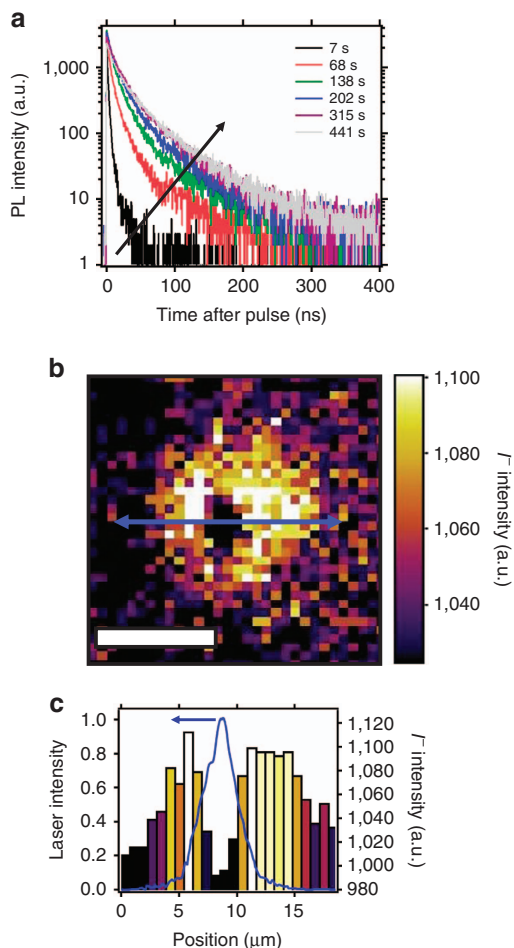 a
PL intensity (a.u.)
1,000
100
10
1
7 s
68 s
138 s
202 s
315 s
441 s
0
100
200
300
400
Time after pulse (ns)
b
1,100
1,080
1,060
1,040
I⁻ intensity (a.u.)
c
Laser intensity
1.0
0.8
0.6
0.4
0.2
0.0
1,120
1,100
1,080
1,060
1,040
1,020
1,000
980
I⁻ intensity (a.u.)
0
5
10
15
Position (µm)